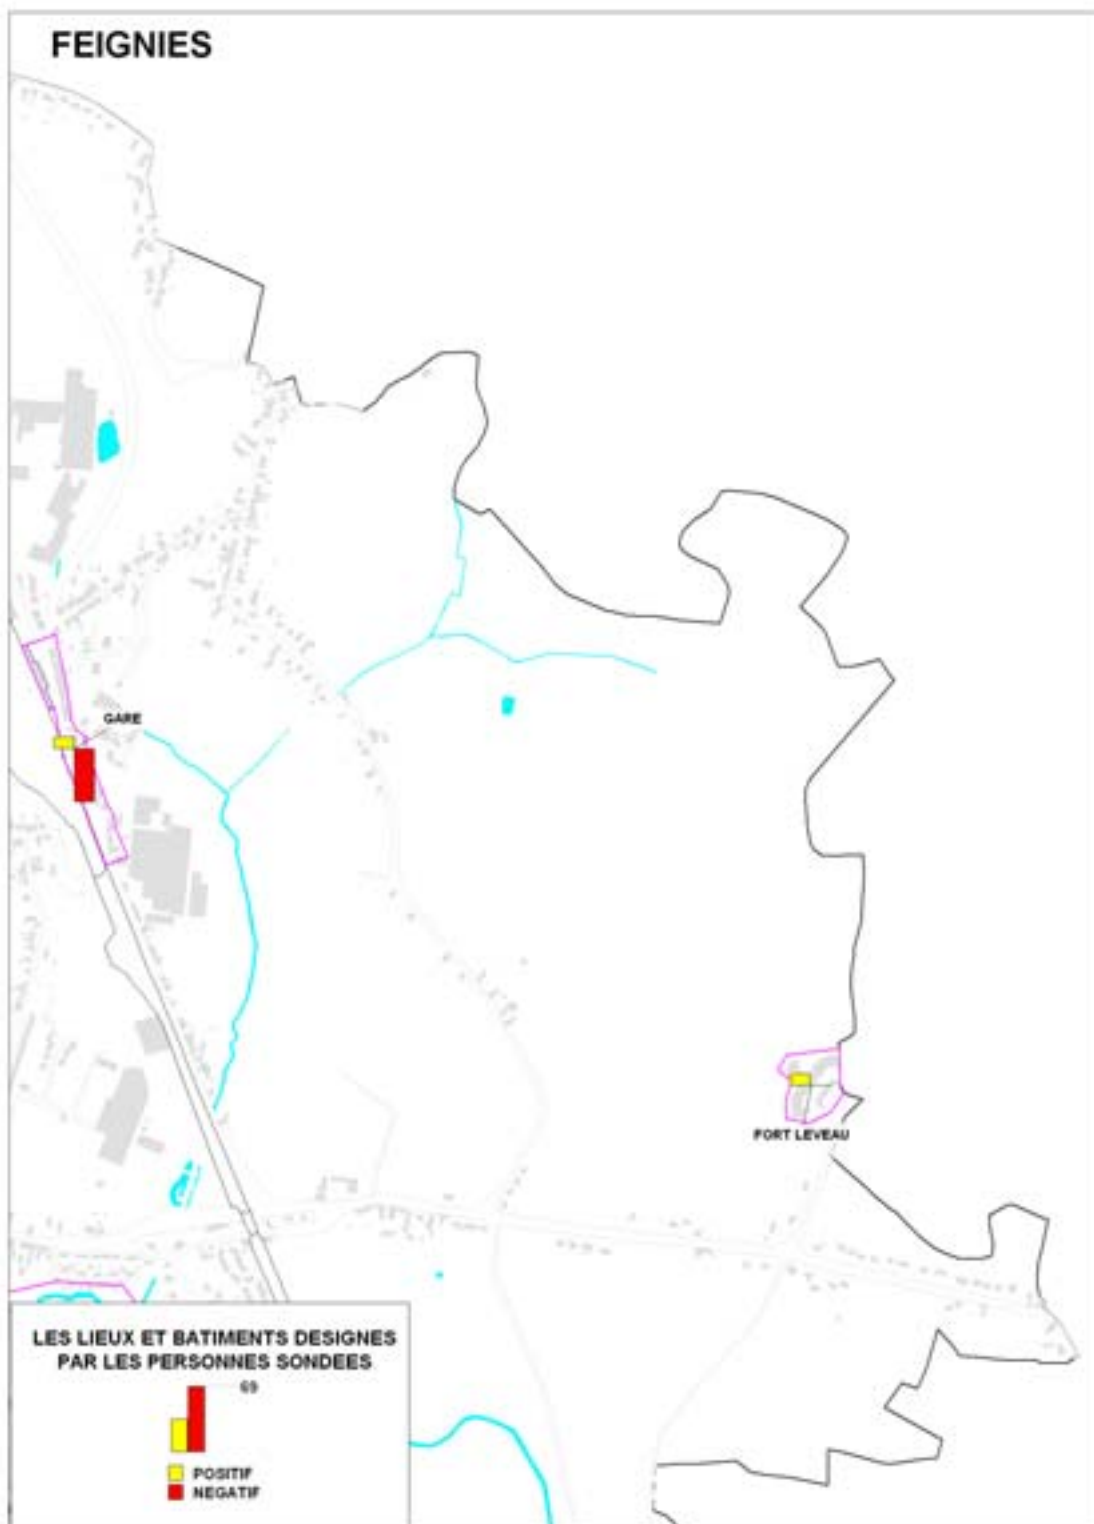 FEIGNIES
GARE
FORT LEVEAU
LES LIEUX ET BATIMENTS DESIGNES
PAR LES PERSONNES SONDEES
69
POSITIF
NEGATIF